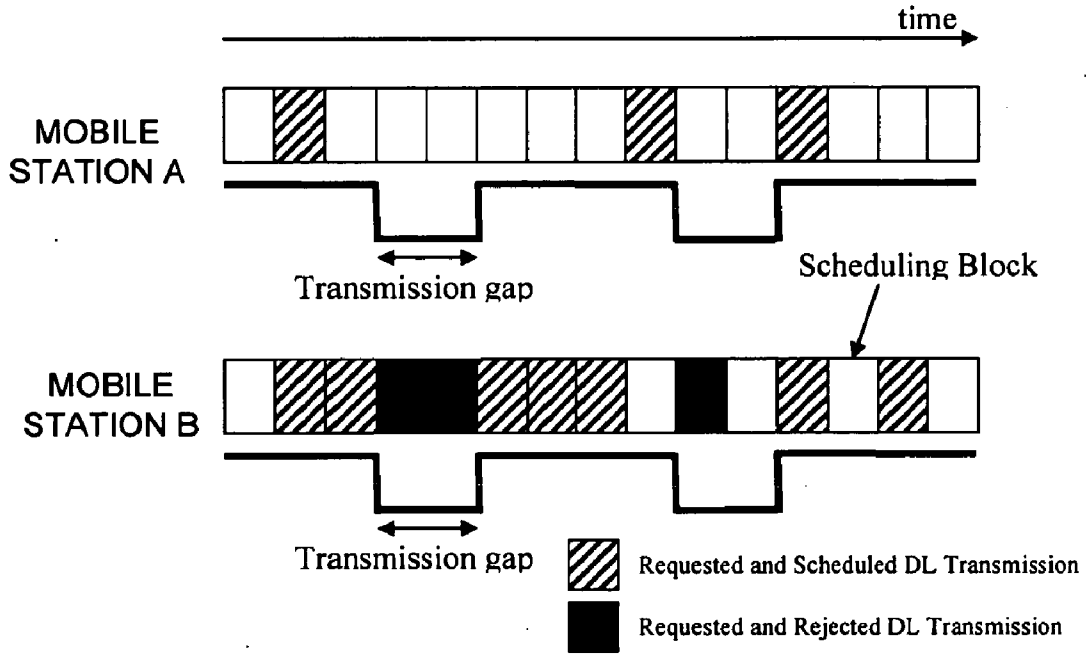 time
MOBILE
STATION A
Transmission gap
Scheduling Block
MOBILE
STATION B
Transmission gap
Requested and Scheduled DL Transmission
Requested and Rejected DL Transmission